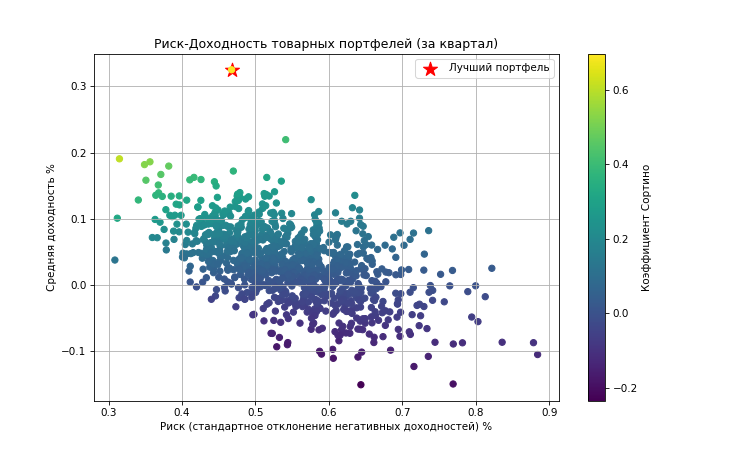 Риск-Доходность товарных портфелей (за квартал)
Лучший портфель
Средняя доходность %
0.3
0.2
0.1
0.0
−0.1
0.3 0.4 0.5 0.6 0.7 0.8 0.9
Риск (стандартное отклонение негативных доходностей) %
0.6
0.4
0.2
0.0
−0.2
Коэффициент Сортино